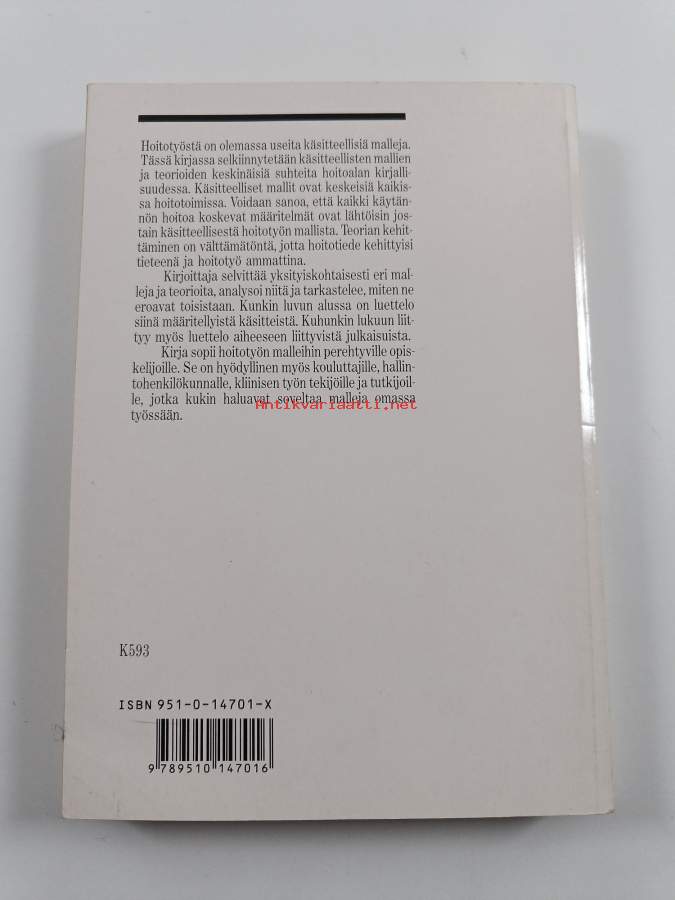 Hoitotyöstä on olemassa useita käsitteellisiä malleja.
Tässä kirjassa selkiinnytetään käsitteellisten mallien
ja teorioiden keskinäisiä suhteita hoitoalan kirjalli-
suudessa. Käsitteelliset mallit ovat keskeisiä kaikis-
sa hoitotoimissa. Voidaan sanoa, että kaikki käytän-
nön hoitoa koskevat määritelmät ovat lähtöisin jos-
tain käsitteellisestä hoitotyön mallista. Teorian kehit-
täminen on välttämätöntä, jotta hoitotiede kehittyisi
tieteenä ja hoitotyö ammattina.
Kirjoittaja selvittää yksityiskohtaisesti eri mal-
leja ja teorioita, analysoi niitä ja tarkastelee, miten ne
eroavat toisistaan. Kunkin luvun alussa on luettelo
siinä määritellyistä käsitteistä. Kuhunkin lukuun liit-
tyy myös luettelo aiheeseen liittyvistä julkaisuista.
Kirja sopii hoitotyön malleihin perehtyville opis-
kelijoille. Se on hyödyllinen myös kouluttajille, hallin-
tohenkilökunnalle, kliinisen työn tekijöille ja tutkijoil-
le, jotka kukin haluavat soveltaa malleja omassa
Antikvariaatti.net
työssään.
K593
ISBN 951-0-14701-X
9 789510 147016